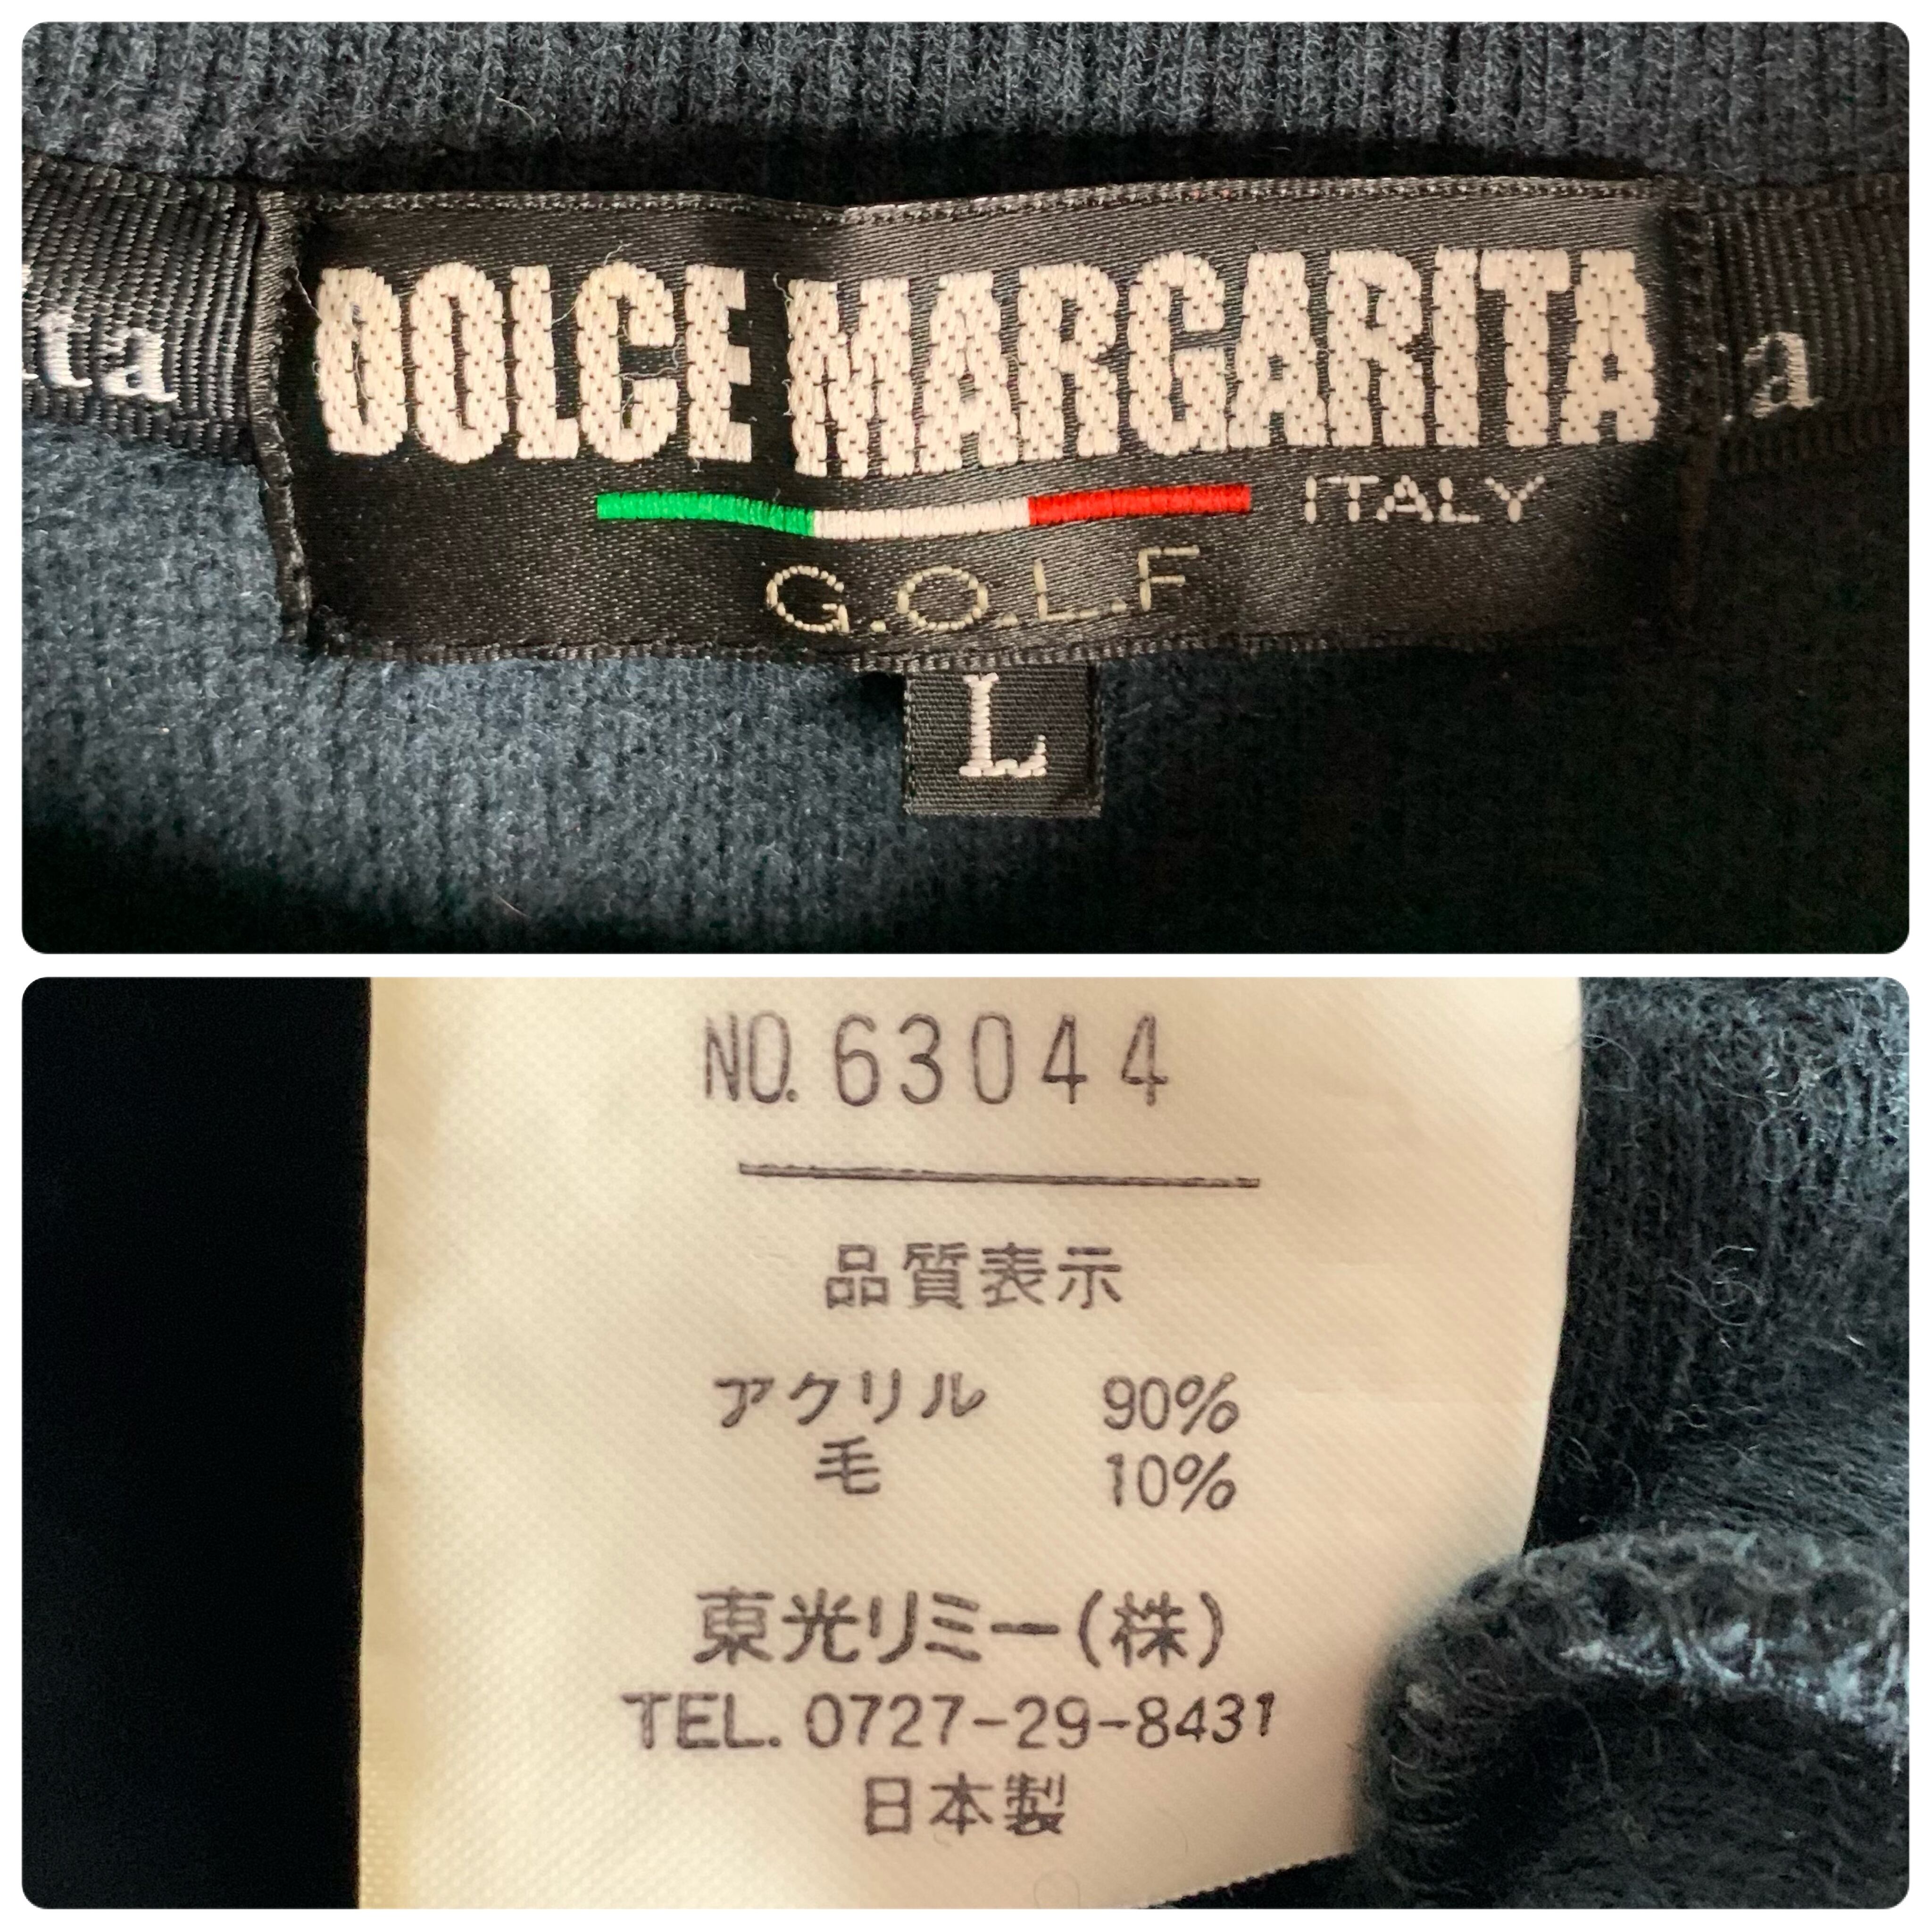 DOLCE MARGARITA
ITALY
G.O.L.F
L
ita
a
NO. 63044
品質表示
アクリル 90%
毛 10%
東光リミー(株)
TEL. 0727-29-8431
日本製